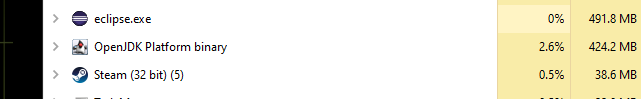 eclipse.exe 0% 491.8 MB
OpenJDK Platform binary 2.6% 424.2 MB
Steam (32 bit) (5) 0.5% 38.6 MB